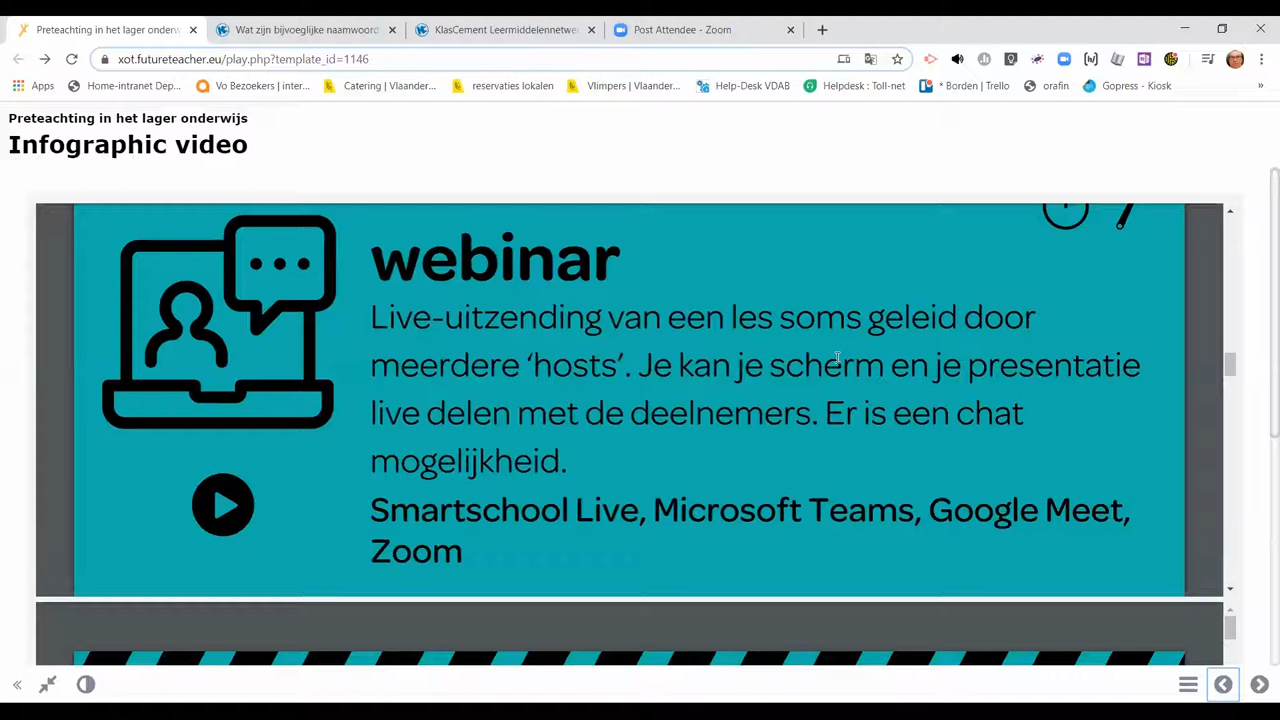 Preteachting in het lager onderw
Wat zijn bijvoeglijke naamwoord
KlasCement Leermiddelennetwe
Post Attendee - Zoom
xot.futureteacher.eu/play.php?template_id=1146
Apps
Home-intranet Dep...
Vo Bezoekers | inter...
Catering | Vlaander...
reservaties lokalen
Vlimpers | Vlaander...
Help-Desk VDAB
Helpdesk : Toll-net
* Borden | Trello
orafin
Gopress - Kiosk
»
Preteachting in het lager onderwijs
Infographic video
webinar
Live-uitzending van een les soms geleid door
meerdere ‘hosts’. Je kan je scherm en je presentatie
live delen met de deelnemers. Er is een chat
mogelijkheid.
Smartschool Live, Microsoft Teams, Google Meet,
Zoom